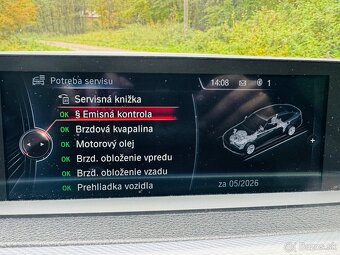 Potreba servisu
14:08
1
Servisná knižka
OK § Emisná kontrola
OK Brzdová kvapalina
OK Motorový olej
OK Brzd. obloženie vpredu
OK Brzd. obloženie vzadu
OK Prehliadka vozidla
za 05/2026
Bazoš.sk